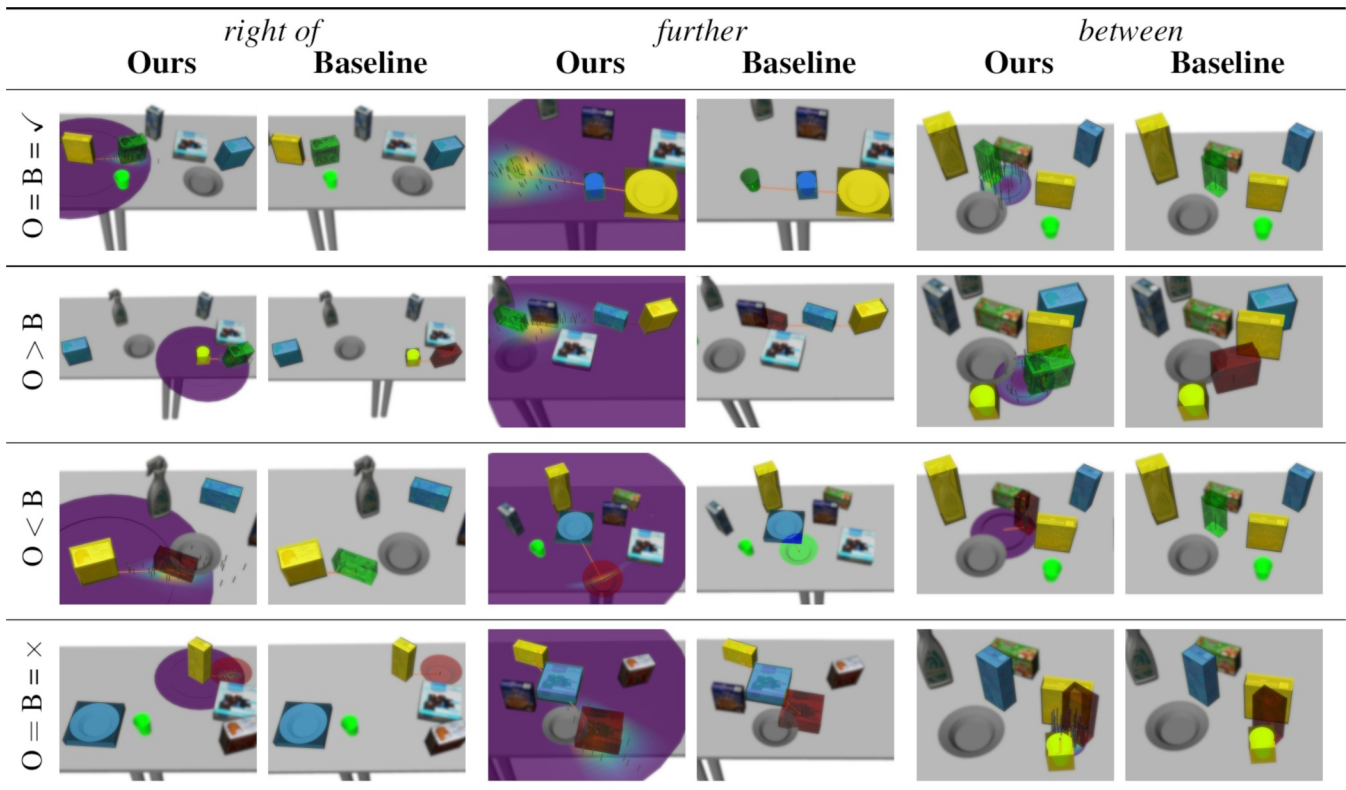 right of further between
Ours Baseline Ours Baseline Ours Baseline
O = B = ✓
O > B
O < B
O = B = ×